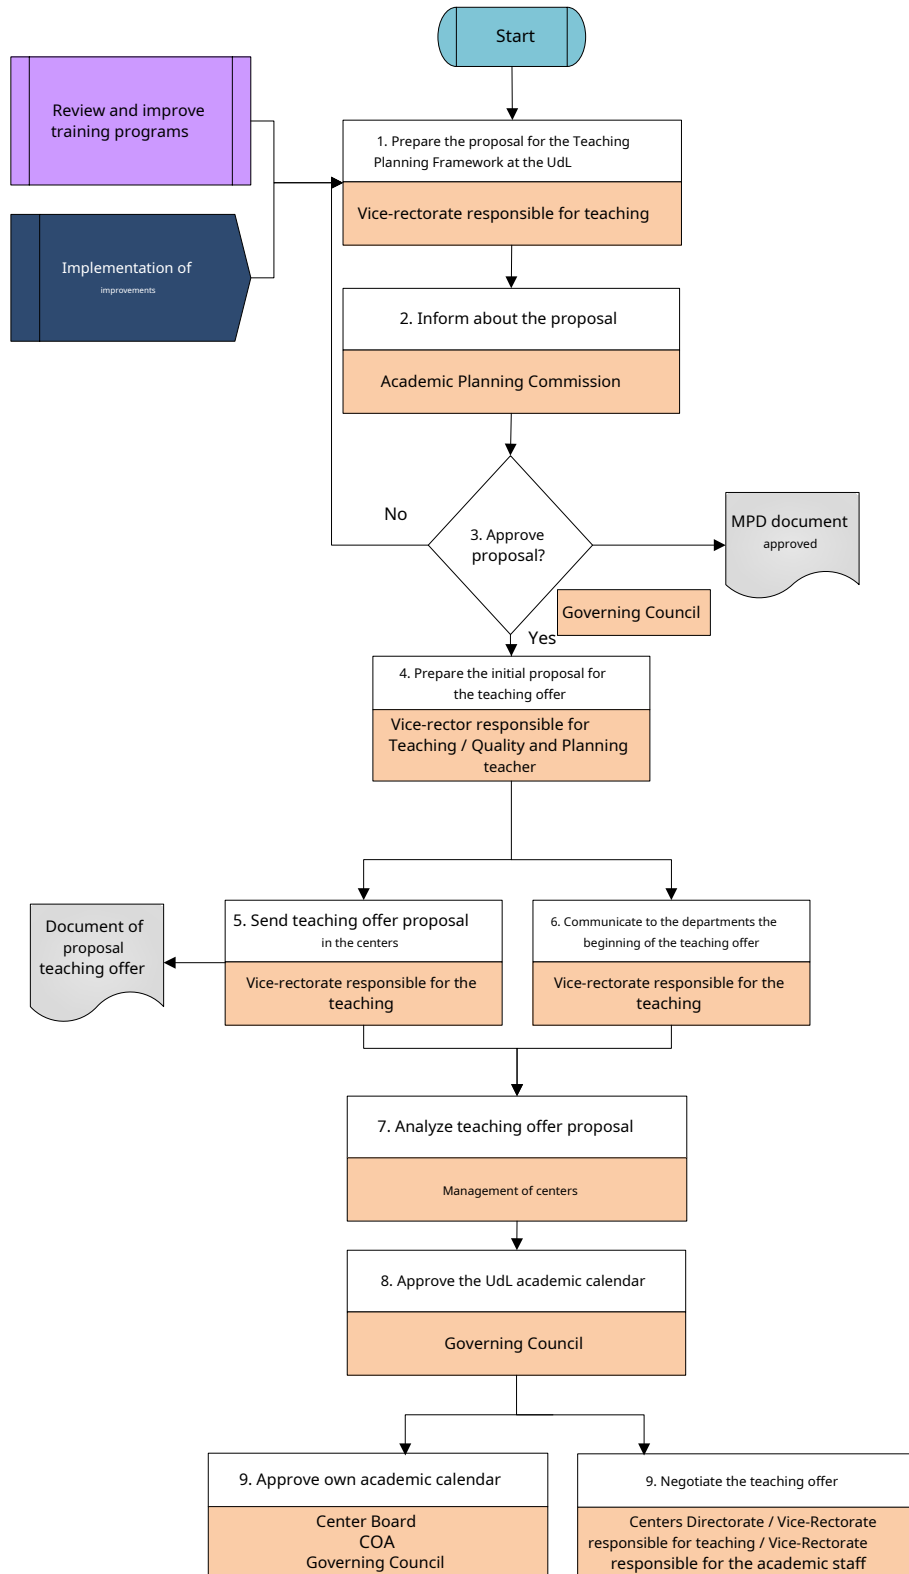 Start
Review and improve
training programs
1. Prepare the proposal for the Teaching
Planning Framework at the UdL
Vice-rectorate responsible for teaching
Implementation of
improvements
2. Inform about the proposal
Academic Planning Commission
No
3. Approve
proposal?
MPD document
approved
Governing Council
Yes
4. Prepare the initial proposal for
the teaching offer
Vice-rector responsible for
Teaching / Quality and Planning
teacher
Document of
proposal
teaching offer
5. Send teaching offer proposal
in the centers
Vice-rectorate responsible for the
teaching
6. Communicate to the departments the
beginning of the teaching offer
Vice-rectorate responsible for the
teaching
7. Analyze teaching offer proposal
Management of centers
8. Approve the UdL academic calendar
Governing Council
9. Approve own academic calendar
Center Board
COA
Governing Council
9. Negotiate the teaching offer
Centers Directorate / Vice-Rectorate
responsible for teaching / Vice-Rectorate
responsible for the academic staff